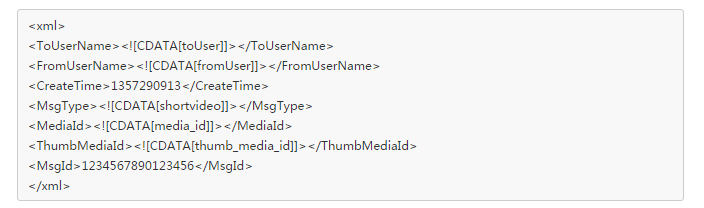 <xml>
<ToUserName><![CDATA[toUser]]></ToUserName>
<FromUserName><![CDATA[fromUser]]></FromUserName>
<CreateTime>1357290913</CreateTime>
<MsgType><![CDATA[shortvideo]]></MsgType>
<MediaId><![CDATA[media_id]]></MediaId>
<ThumbMediaId><![CDATA[thumb_media_id]]></ThumbMediaId>
<MsgId>1234567890123456</MsgId>
</xml>